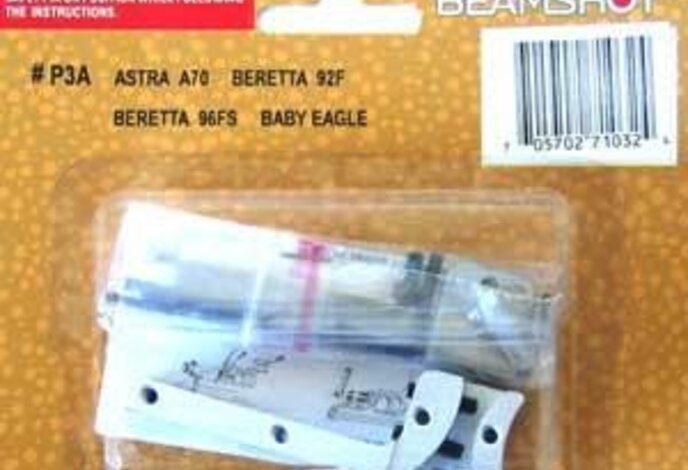 THE INSTRUCTIONS.
BEAMSHOT
# P3A ASTRA A70 BERETTA 92F
BERETTA 96FS BABY EAGLE
05702 71032